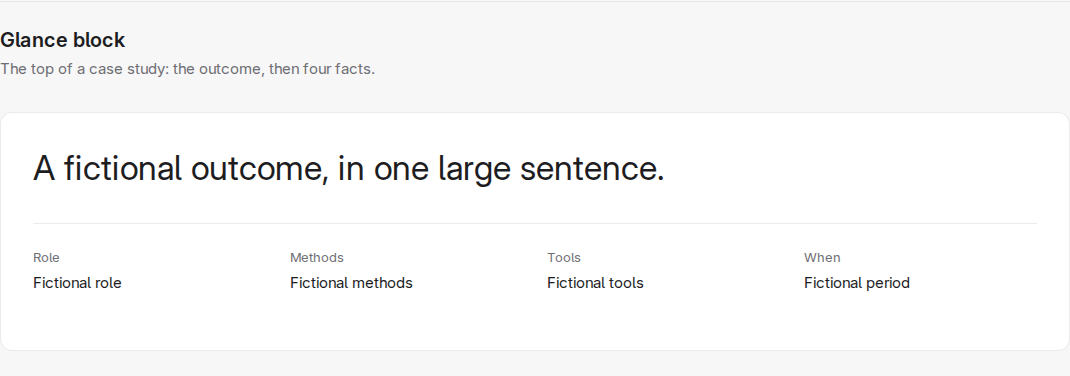 Glance block
The top of a case study: the outcome, then four facts.
A fictional outcome, in one large sentence.
Role
Methods
Tools
When
Fictional role
Fictional methods
Fictional tools
Fictional period